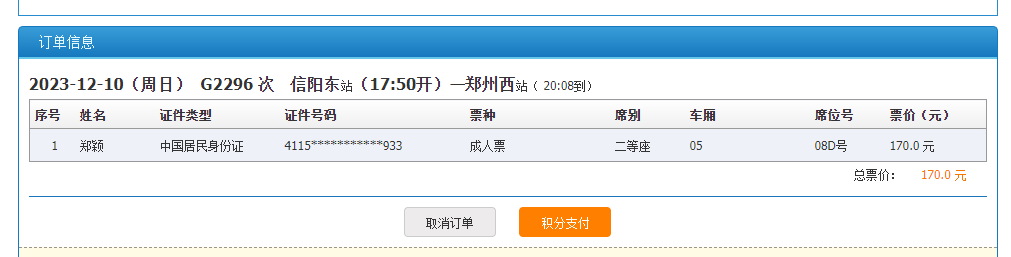 订单信息
2023-12-10（周日） G2296 次 信阳东站（17:50开）—郑州西站（ 20:08到）
序号 姓名 证件类型 证件号码 票种 席别 车厢 席位号 票价（元）
1 郑颖 中国居民身份证 4115***********933 成人票 二等座 05 08D号 170.0 元
总票价： 170.0 元
取消订单 积分支付